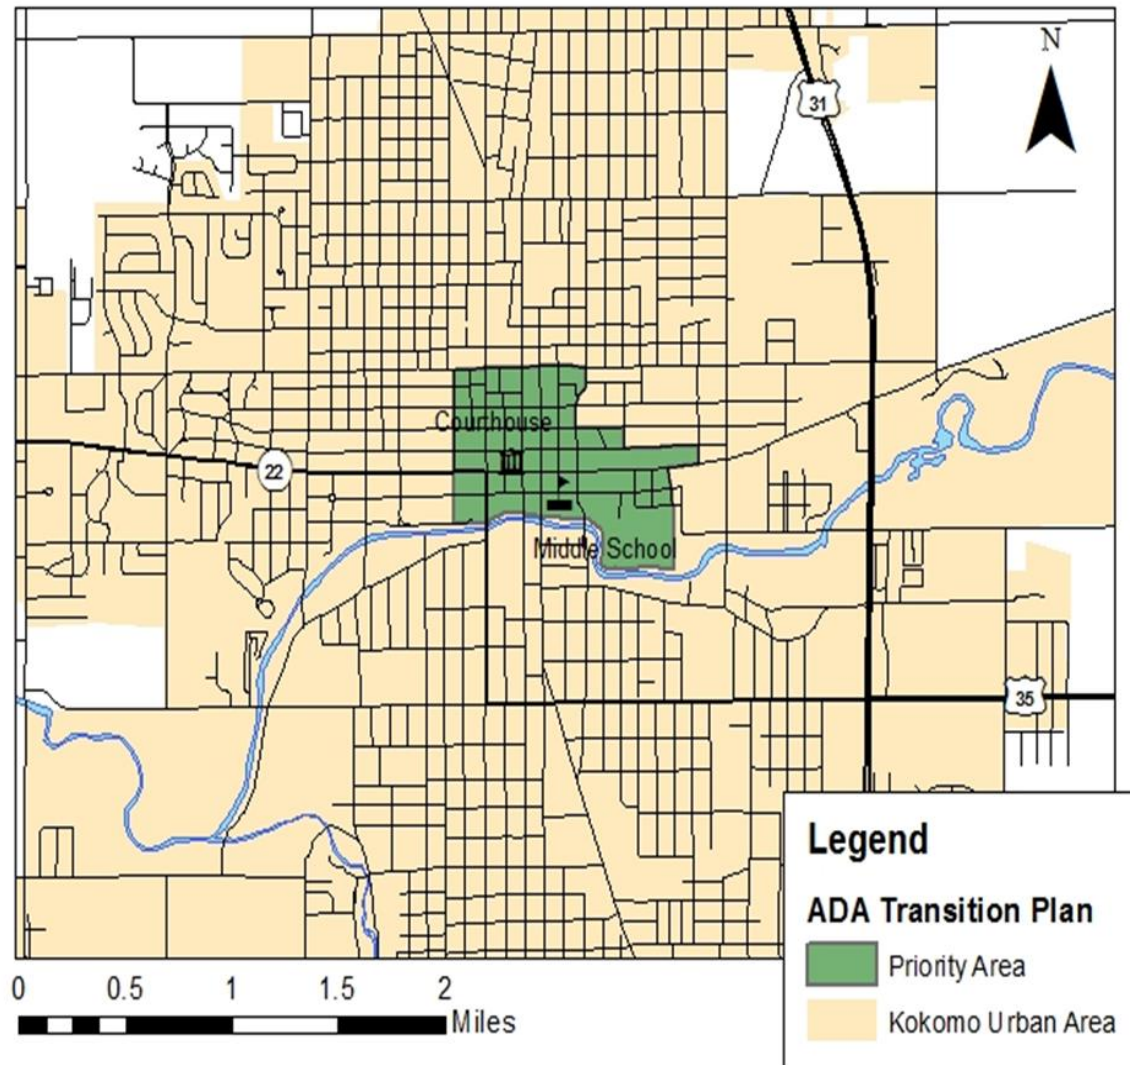 N
31
Courthouse
22
Middle School
35
Legend
ADA Transition Plan
Priority Area
Kokomo Urban Area
0 0.5 1 1.5 2
Miles